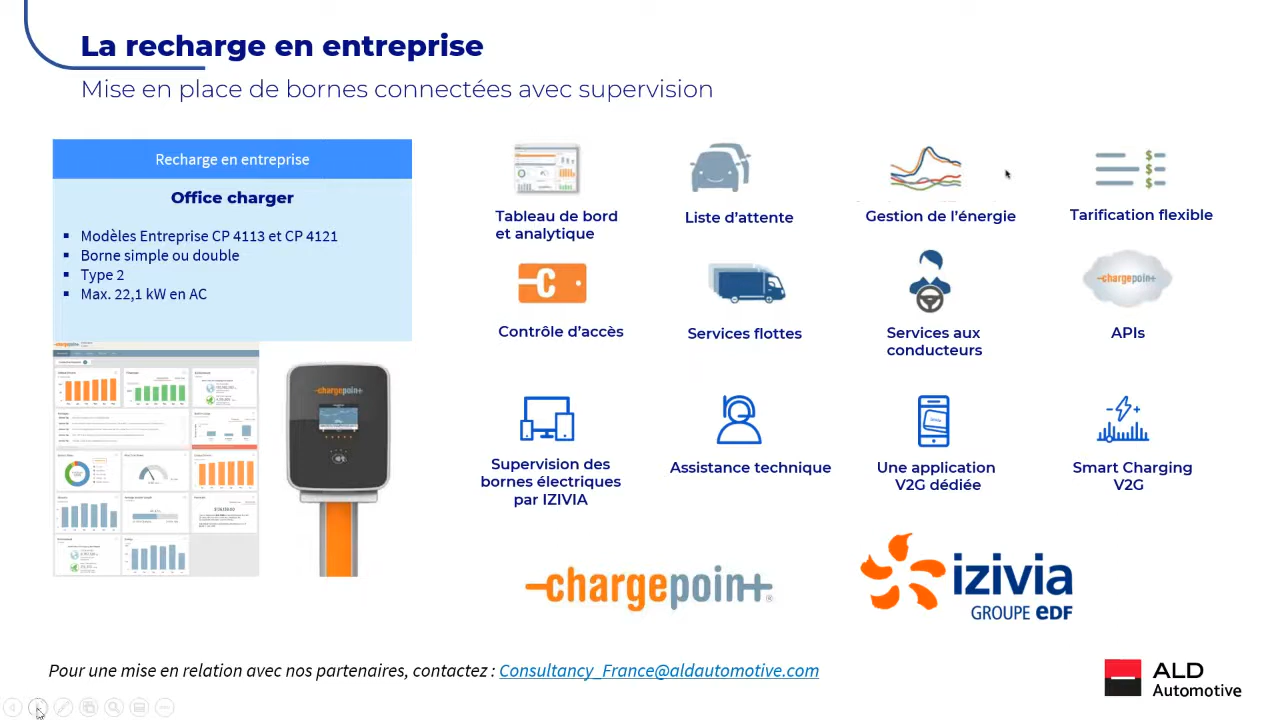 La recharge en entreprise
Mise en place de bornes connectées avec supervision
Recharge en entreprise
Office charger
▪ Modèles Entreprise CP 4113 et CP 4121
▪ Borne simple ou double
▪ Type 2
▪ Max. 22,1 kW en AC
Tableau de bord
et analytique
Liste d'attente
Gestion de l'énergie
Tarification flexible
Contrôle d'accès
Services flottes
Services aux
conducteurs
-chargepoin+
APIs
-chargepoin+
Supervision des
bornes électriques
par IZIVIA
Assistance technique
Une application
V2G dédiée
Smart Charging
V2G
-chargepoin+®
izivia
GROUPE eDF
Pour une mise en relation avec nos partenaires, contactez : Consultancy_France@aldautomotive.com
ALD
Automotive